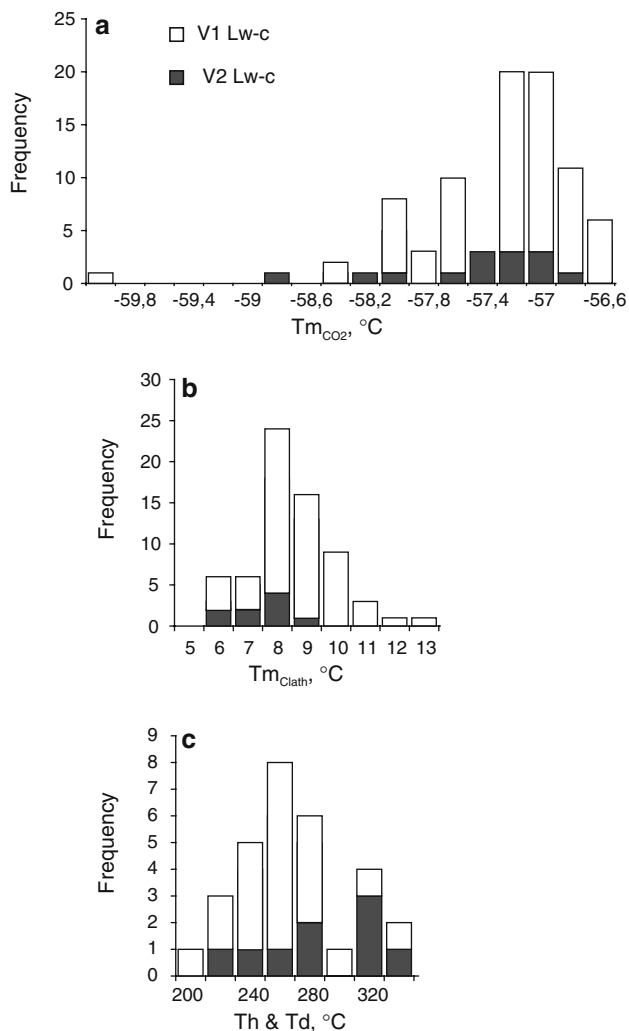 a
V1 Lw-c
V2 Lw-c
Frequency
25
20
15
10
5
0
-59,8 -59,4 -59 -58,6 -58,2 -57,8 -57,4 -57 -56,6
Tm_CO2, °C
b
Frequency
30
25
20
15
10
5
0
5 6 7 8 9 10 11 12 13
Tm_Clath, °C
c
Frequency
9
8
7
6
5
4
3
2
1
0
200 240 280 320
Th & Td, °C